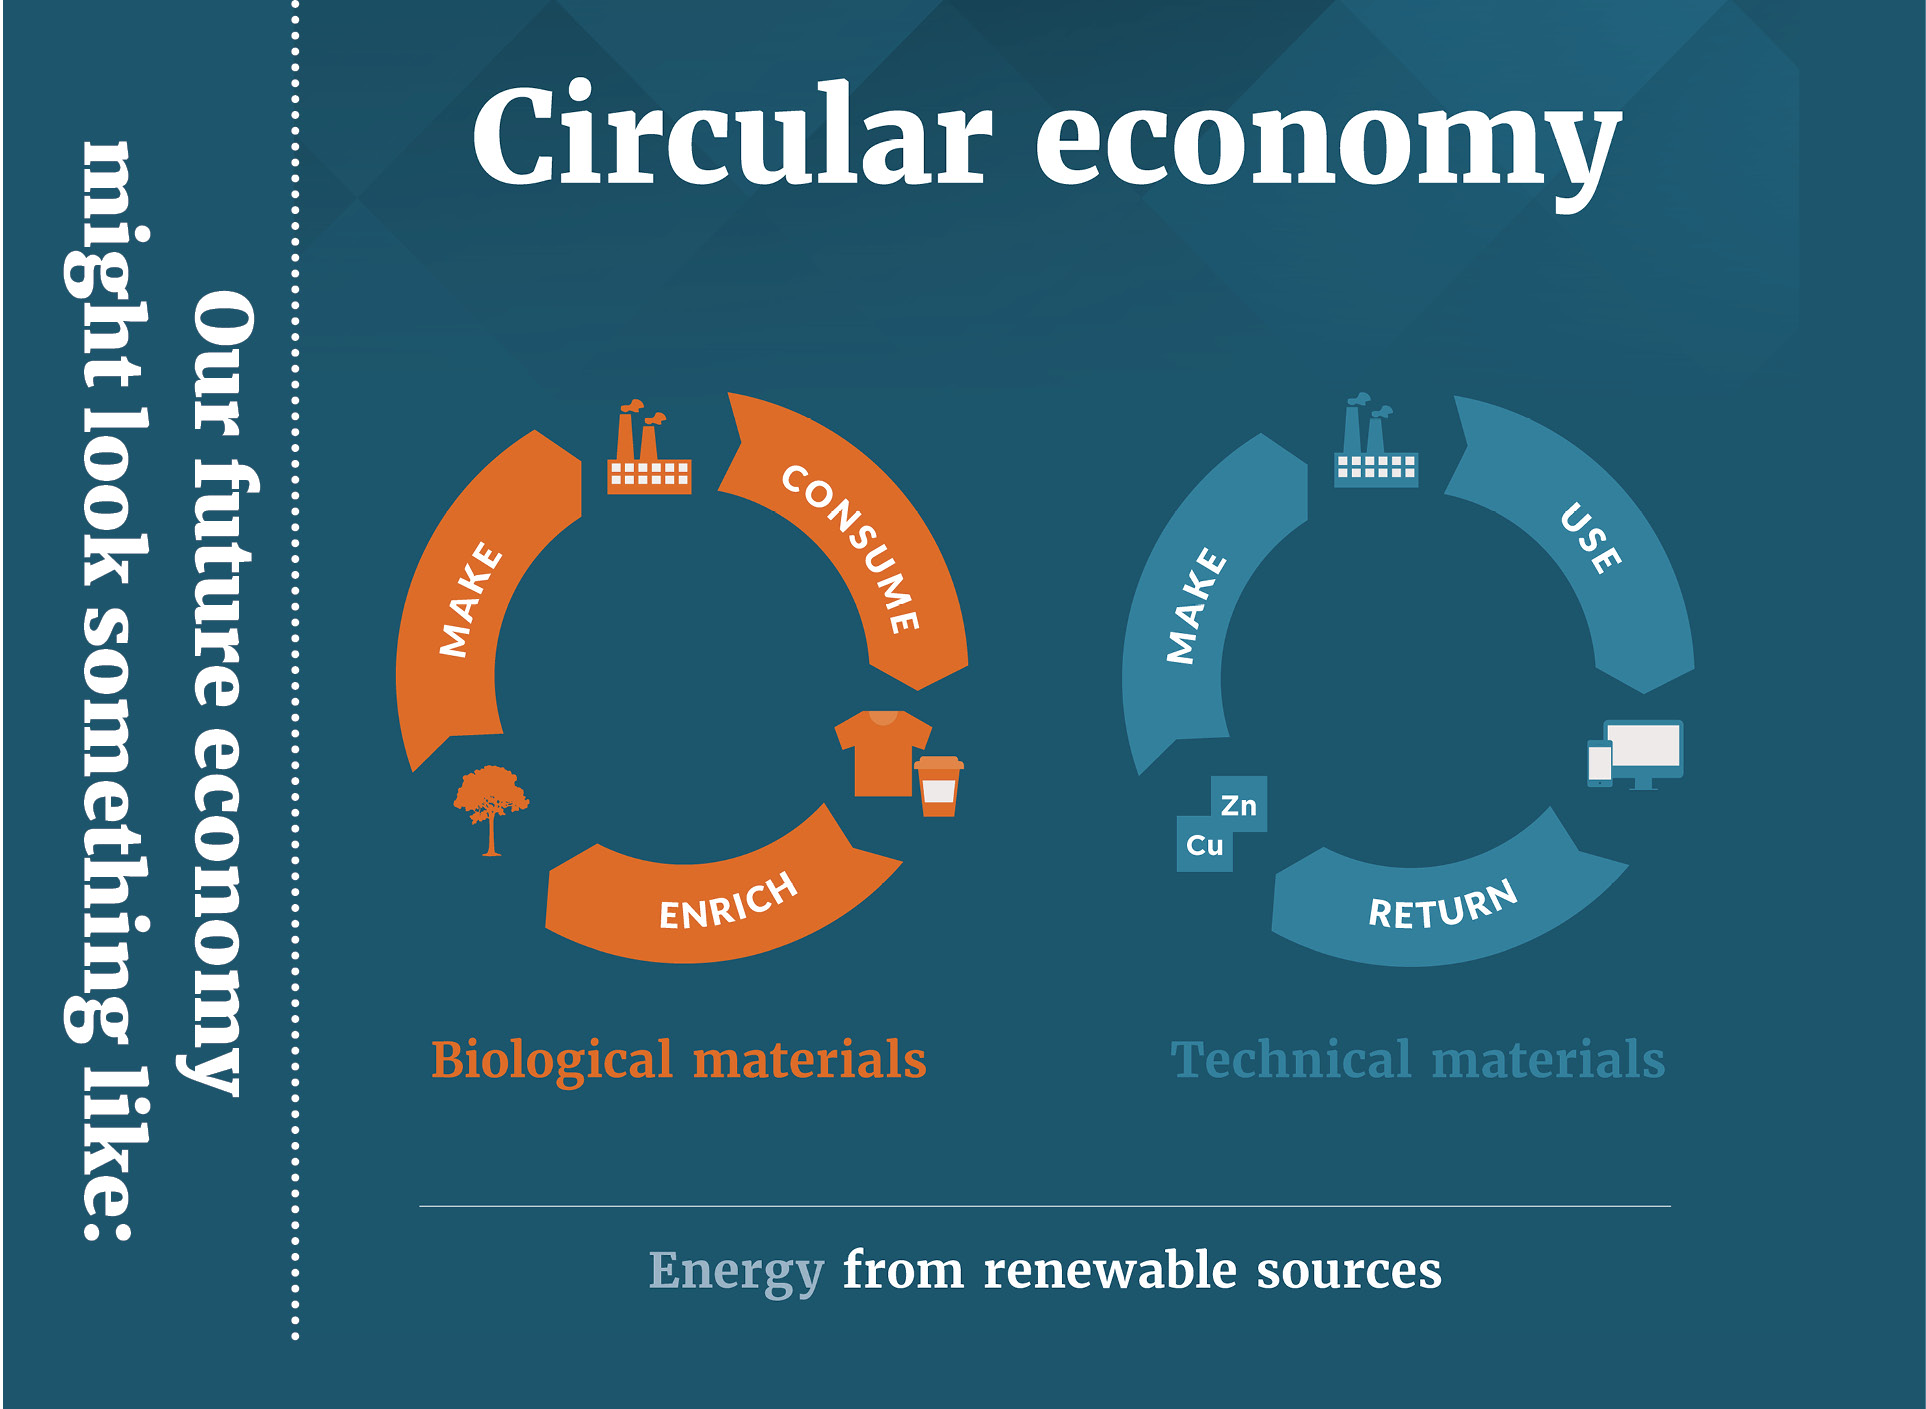 Our future economy
might look something like:
Circular economy
MAKE
CONSUME
ENRICH
Biological materials
MAKE
USE
Zn
Cu
RETURN
Technical materials
Energy from renewable sources